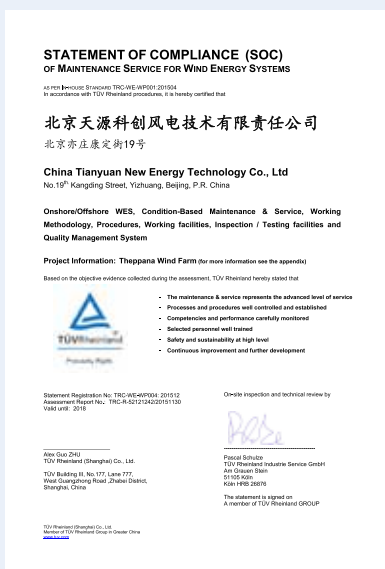 STATEMENT OF COMPLIANCE (SOC)
OF MAINTENANCE SERVICE FOR WIND ENERGY SYSTEMS
AS PER IN-HOUSE STANDARD TRC-WE-WP001:201504
In accordance with TÜV Rheinland procedures, it is hereby certified that
北京天源科创风电技术有限责任公司
北京亦庄康定街19号
China Tianyuan New Energy Technology Co., Ltd
No.19th Kangding Street, Yizhuang, Beijing, P.R. China
Onshore/Offshore WES, Condition-Based Maintenance & Service, Working
Methodology, Procedures, Working facilities, Inspection / Testing facilities and
Quality Management System
Project Information: Theppana Wind Farm (for more information see the appendix)
Based on the objective evidence collected during the assessment, TÜV Rheinland hereby stated that
- The maintenance & service represents the advanced level of service
- Processes and procedures well controlled and established
- Competencies and performance carefully monitored
- Selected personnel well trained
- Safety and sustainability at high level
- Continuous improvement and further development
TÜVRheinland
Precisely Right.
Statement Registration No: TRC-WE-WP004: 201512
Assessment Report No.: TRC-R-52121242/20151130
Valid until: 2018
On-site inspection and technical review by
Alex Guo ZHU
TÜV Rheinland (Shanghai) Co., Ltd.
TÜV Building III, No.177, Lane 777,
West Guangzhong Road ,Zhabei District,
Shanghai, China
Pascal Schulze
TÜV Rheinland Industrie Service GmbH
Am Grauen Stein
51105 Köln
Köln HRB 26876
The statement is signed on
A member of TÜV Rheinland GROUP
TÜV Rheinland (Shanghai) Co., Ltd.
Member of TÜV Rheinland Group in Greater China
www.tuv.com